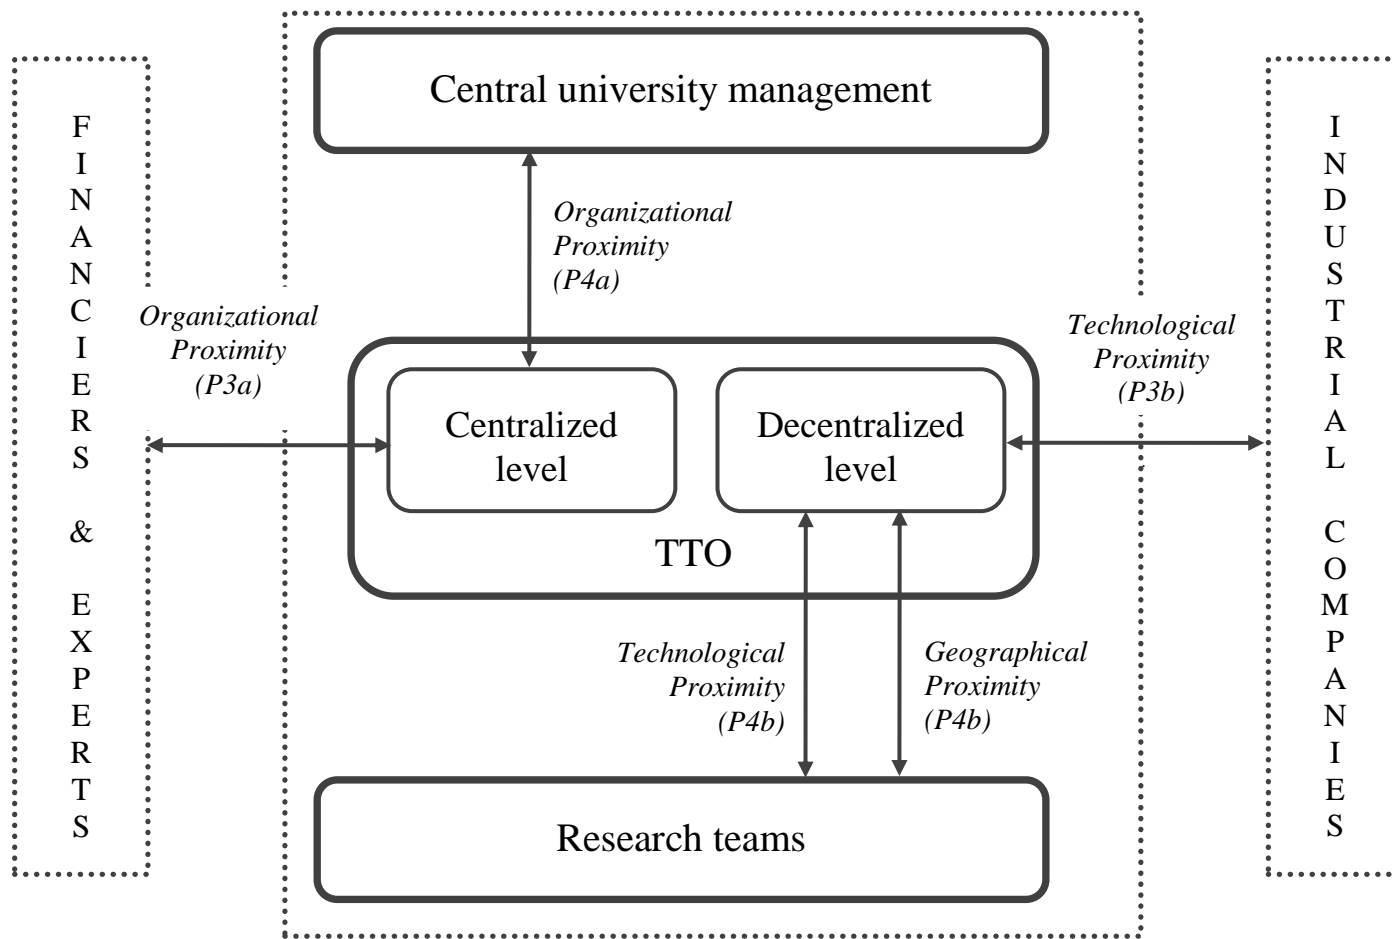 Central university management
F
I
N
A
N
C
I
E
R
S
&
E
X
P
E
R
T
S
Organizational
Proximity
(P4a)
Organizational
Proximity
(P3a)
Technological
Proximity
(P3b)
Centralized
level
Decentralized
level
TTO
Technological
Proximity
(P4b)
Geographical
Proximity
(P4b)
Research teams
I
N
D
U
S
T
R
I
A
L
C
O
M
P
A
N
I
E
S